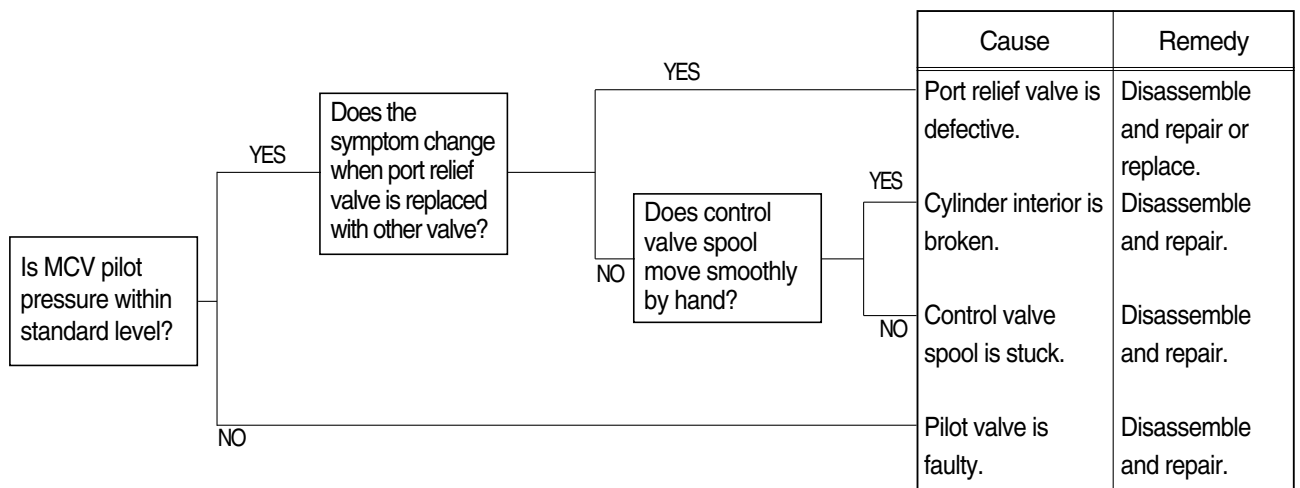 Cause
Remedy
YES
Port relief valve is
defective.
Disassemble
and repair or
replace.
Does the
symptom change
when port relief
valve is replaced
with other valve?
YES
YES
Does control
valve spool
move smoothly
by hand?
Cylinder interior is
broken.
Disassemble
and repair.
Is MCV pilot
pressure within
standard level?
NO
NO
Control valve
spool is stuck.
Disassemble
and repair.
NO
Pilot valve is
faulty.
Disassemble
and repair.